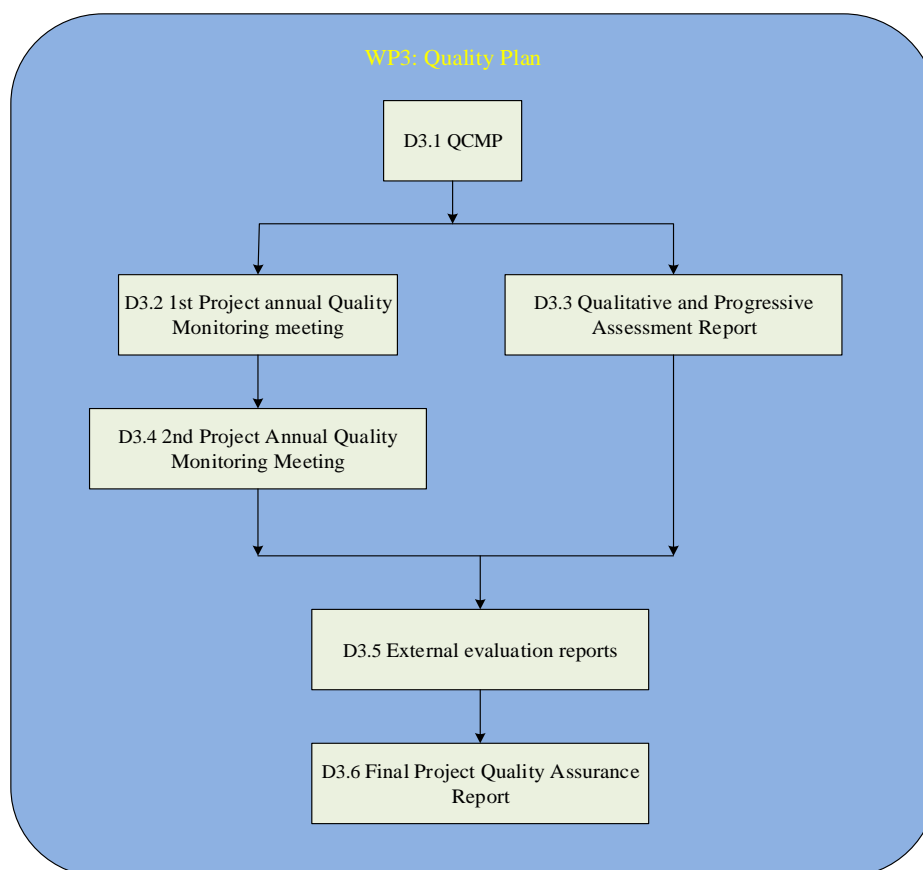 WP3: Quality Plan
D3.1 QCMP
D3.2 1st Project annual Quality
Monitoring meeting
D3.3 Qualitative and Progressive
Assessment Report
D3.4 2nd Project Annual Quality
Monitoring Meeting
D3.5 External evaluation reports
D3.6 Final Project Quality Assurance
Report